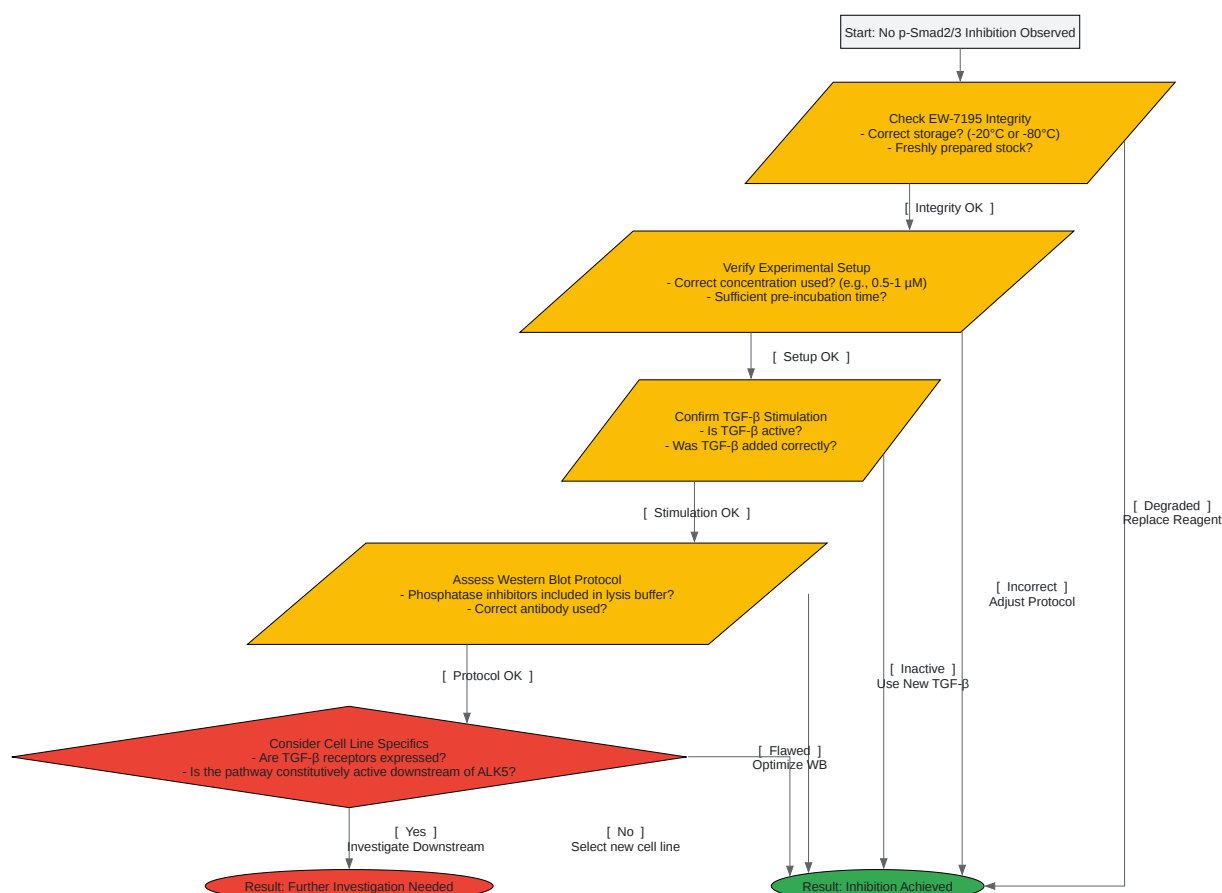 Start: No p-Smad2/3 Inhibition Observed
Check EW-7195 Integrity
- Correct storage? (-20°C or -80°C)
- Freshly prepared stock?
[  Integrity OK  ]
Verify Experimental Setup
- Correct concentration used? (e.g., 0.5-1 µM)
- Sufficient pre-incubation time?
[  Setup OK  ]
Confirm TGF-β Stimulation
- Is TGF-β active?
- Was TGF-β added correctly?
[  Degraded  ]
Replace Reagent
[  Stimulation OK  ]
Assess Western Blot Protocol
- Phosphatase inhibitors included in lysis buffer?
- Correct antibody used?
[  Incorrect  ]
Adjust Protocol
[  Protocol OK  ]
[  Inactive  ]
Use New TGF-β
Consider Cell Line Specifics
- Are TGF-β receptors expressed?
- Is the pathway constitutively active downstream of ALK5?
[  Flawed  ]
Optimize WB
[  Yes  ]
Investigate Downstream
[  No  ]
Select new cell line
Result: Further Investigation Needed
Result: Inhibition Achieved